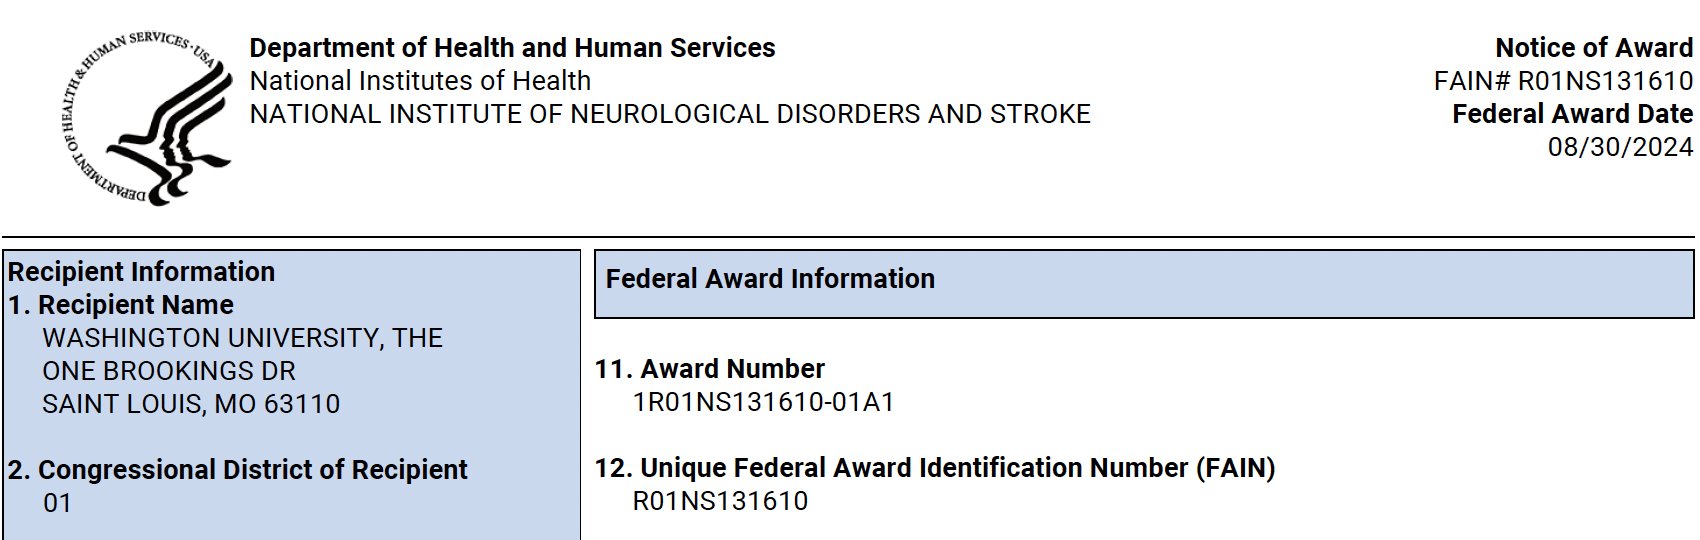 DEPARTMENT OF HEALTH & HUMAN SERVICES · USA
Department of Health and Human Services
National Institutes of Health
NATIONAL INSTITUTE OF NEUROLOGICAL DISORDERS AND STROKE
Notice of Award
FAIN# R01NS131610
Federal Award Date
08/30/2024
Recipient Information
1. Recipient Name
WASHINGTON UNIVERSITY, THE
ONE BROOKINGS DR
SAINT LOUIS, MO 63110
2. Congressional District of Recipient
01
Federal Award Information
11. Award Number
1R01NS131610-01A1
12. Unique Federal Award Identification Number (FAIN)
R01NS131610